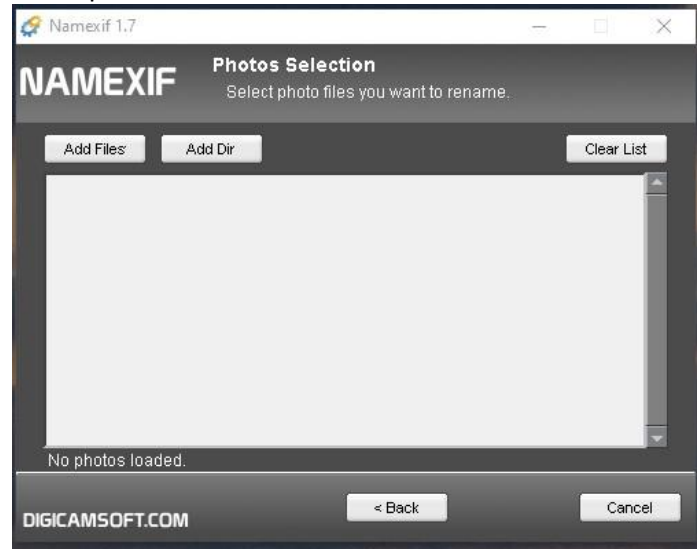 Namexif 1.7
NAMEXIF
Photos Selection
Select photo files you want to rename.
Add Files
Add Dir
Clear List
No photos loaded.
DIGICAMSOFT.COM
< Back
Cancel